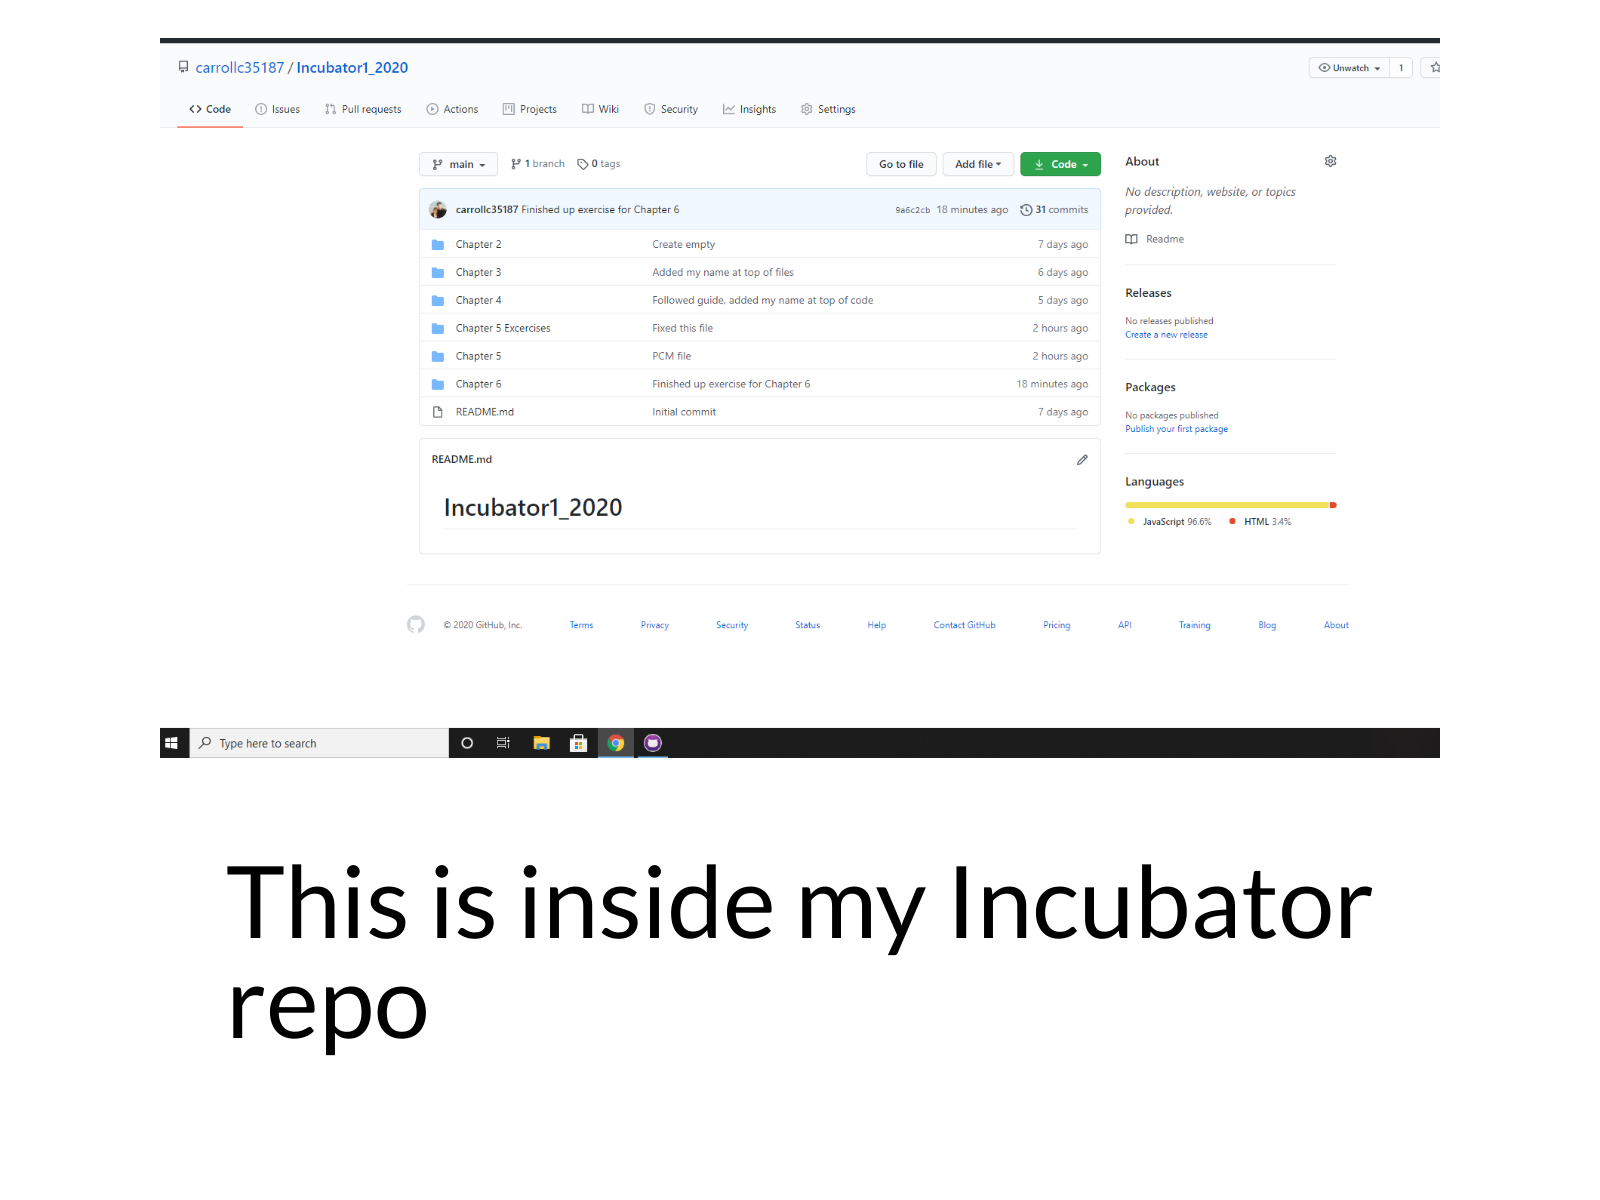 carrollc35187 / Incubator1_2020
Unwatch 1
Code Issues Pull requests Actions Projects Wiki Security Insights Settings
main 1 branch 0 tags Go to file Add file Code
carrollc35187 Finished up exercise for Chapter 6 9a6c2cb 18 minutes ago 31 commits
Chapter 2 Create empty 7 days ago
Chapter 3 Added my name at top of files 6 days ago
Chapter 4 Followed guide. added my name at top of code 5 days ago
Chapter 5 Excercises Fixed this file 2 hours ago
Chapter 5 PCM file 2 hours ago
Chapter 6 Finished up exercise for Chapter 6 18 minutes ago
README.md Initial commit 7 days ago
README.md
Incubator1_2020
About
No description, website, or topics
provided.
Readme
Releases
No releases published
Create a new release
Packages
No packages published
Publish your first package
Languages
JavaScript 96.6% HTML 3.4%
© 2020 GitHub, Inc. Terms Privacy Security Status Help Contact GitHub Pricing API Training Blog About
Type here to search
This is inside my Incubator
repo